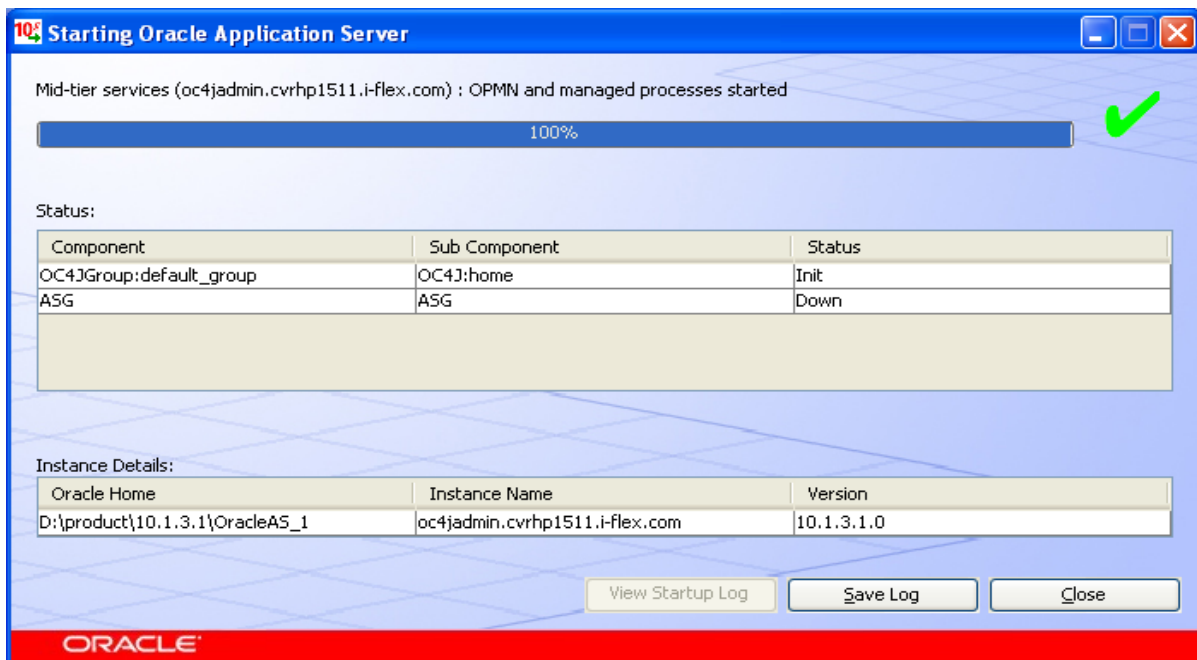 10g Starting Oracle Application Server
Mid-tier services (oc4jadmin.cvrhp1511.i-flex.com) : OPMN and managed processes started
100%
Status:
Component Sub Component Status
OC4JGroup:default_group OC4J:home Init
ASG ASG Down
Instance Details:
Oracle Home Instance Name Version
D:\product\10.1.3.1\OracleAS_1 oc4jadmin.cvrhp1511.i-flex.com 10.1.3.1.0
View Startup Log Save Log Close
ORACLE